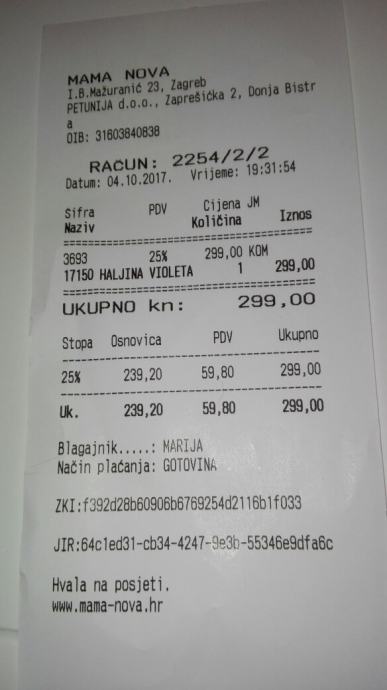 MAMA NOVA
I.B.Mažuranić 23, Zagreb
PETUNIJA d.o.o., Zaprešićka 2, Donja Bistr
a
OIB: 31603840838
RAČUN: 2254/2/2
Datum: 04.10.2017. Vrijeme: 19:31:54
Šifra PDV Cijena JM
Naziv Količina Iznos
==========================================
3693 25% 299,00 KOM
17150 HALJINA VIOLETA 1 299,00
==========================================
UKUPNO kn: 299,00
Stopa Osnovica PDV Ukupno
------------------------------------------
25% 239,20 59,80 299,00
------------------------------------------
Uk. 239,20 59,80 299,00
Blagajnik.....: MARIJA
Način plaćanja: GOTOVINA
ZKI:f392d28b60906b6769254d2116b1f033
JIR:64c1ed31-cb34-4247-9e3b-55346e9dfa6c
Hvala na posjeti.
www.mama-nova.hr